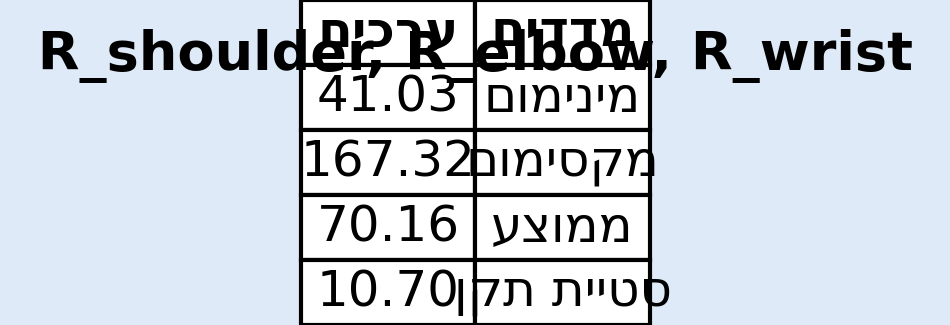 R_shoulder, R_elbow, R_wrist
מדדים ערכים
מינימום 41.03
מקסימום 167.32
ממוצע 70.16
סטיית תקן 10.70